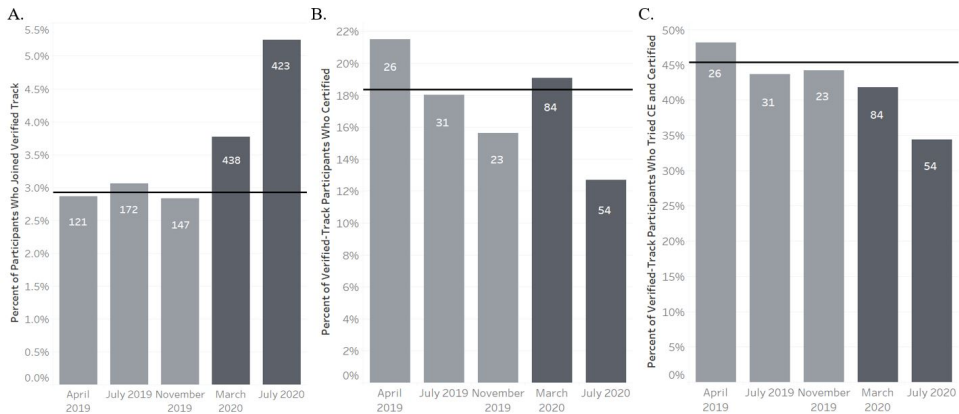 A.
Percent of Participants Who Joined Verified Track
5.5%
5.0%
4.5%
4.0%
3.5%
3.0%
2.5%
2.0%
1.5%
1.0%
0.5%
0.0%
121
172
147
438
423
April
2019
July 2019
November
2019
March
2020
July 2020
B.
Percent of Verified-Track Participants Who Certified
22%
20%
18%
16%
14%
12%
10%
8%
6%
4%
2%
0%
26
31
23
84
54
April
2019
July 2019
November
2019
March
2020
July 2020
C.
Percent of Verified-Track Participants Who Tried CE and Certified
50%
45%
40%
35%
30%
25%
20%
15%
10%
5%
0%
26
31
23
84
54
April
2019
July 2019
November
2019
March
2020
July 2020